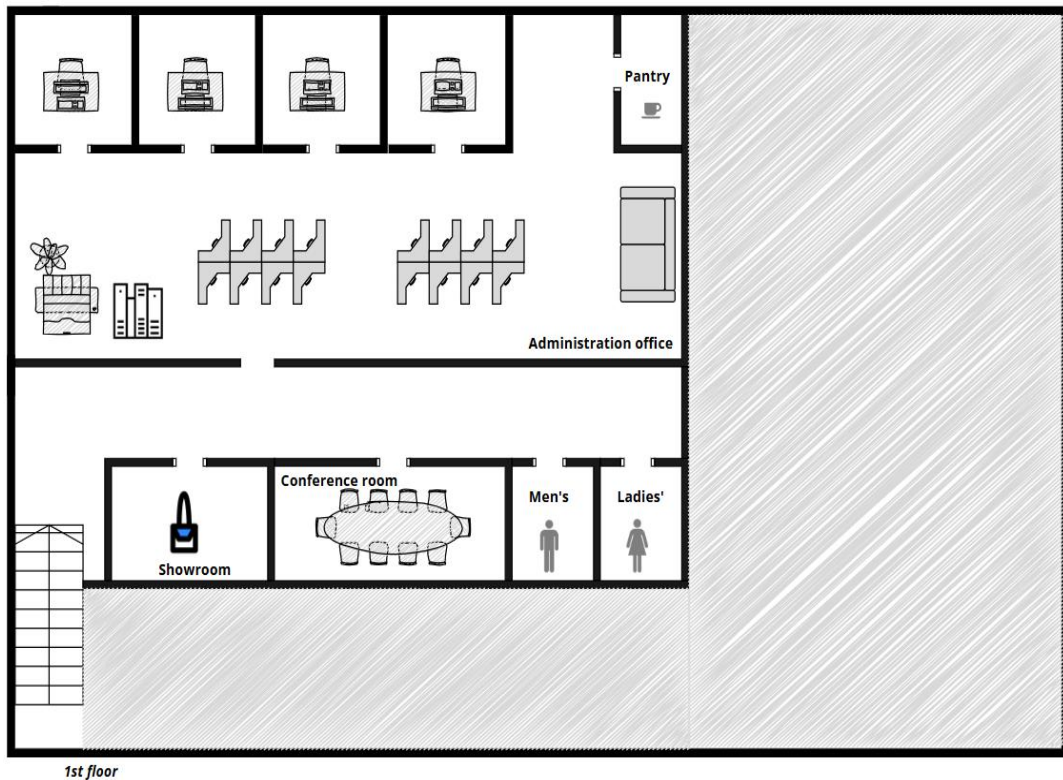 Pantry
Administration office
Conference room
Men's
Ladies'
Showroom
1st floor